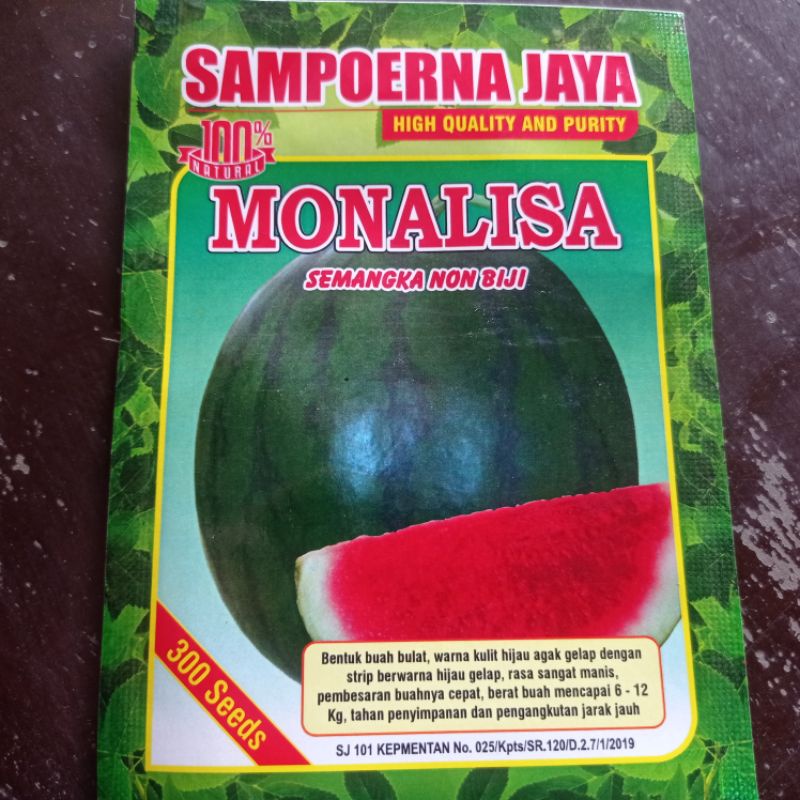 SAMPOERNA JAYA
HIGH QUALITY AND PURITY
100%
NATURAL
MONALISA
SEMANGKA NON BIJI
300 Seeds
Bentuk buah bulat, warna kulit hijau agak gelap dengan
strip berwarna hijau gelap, rasa sangat manis,
pembesaran buahnya cepat, berat buah mencapai 6 - 12
Kg, tahan penyimpanan dan pengangkutan jarak jauh
SJ 101 KEPMENTAN No. 025/Kpts/SR.120/D.2.7/1/2019